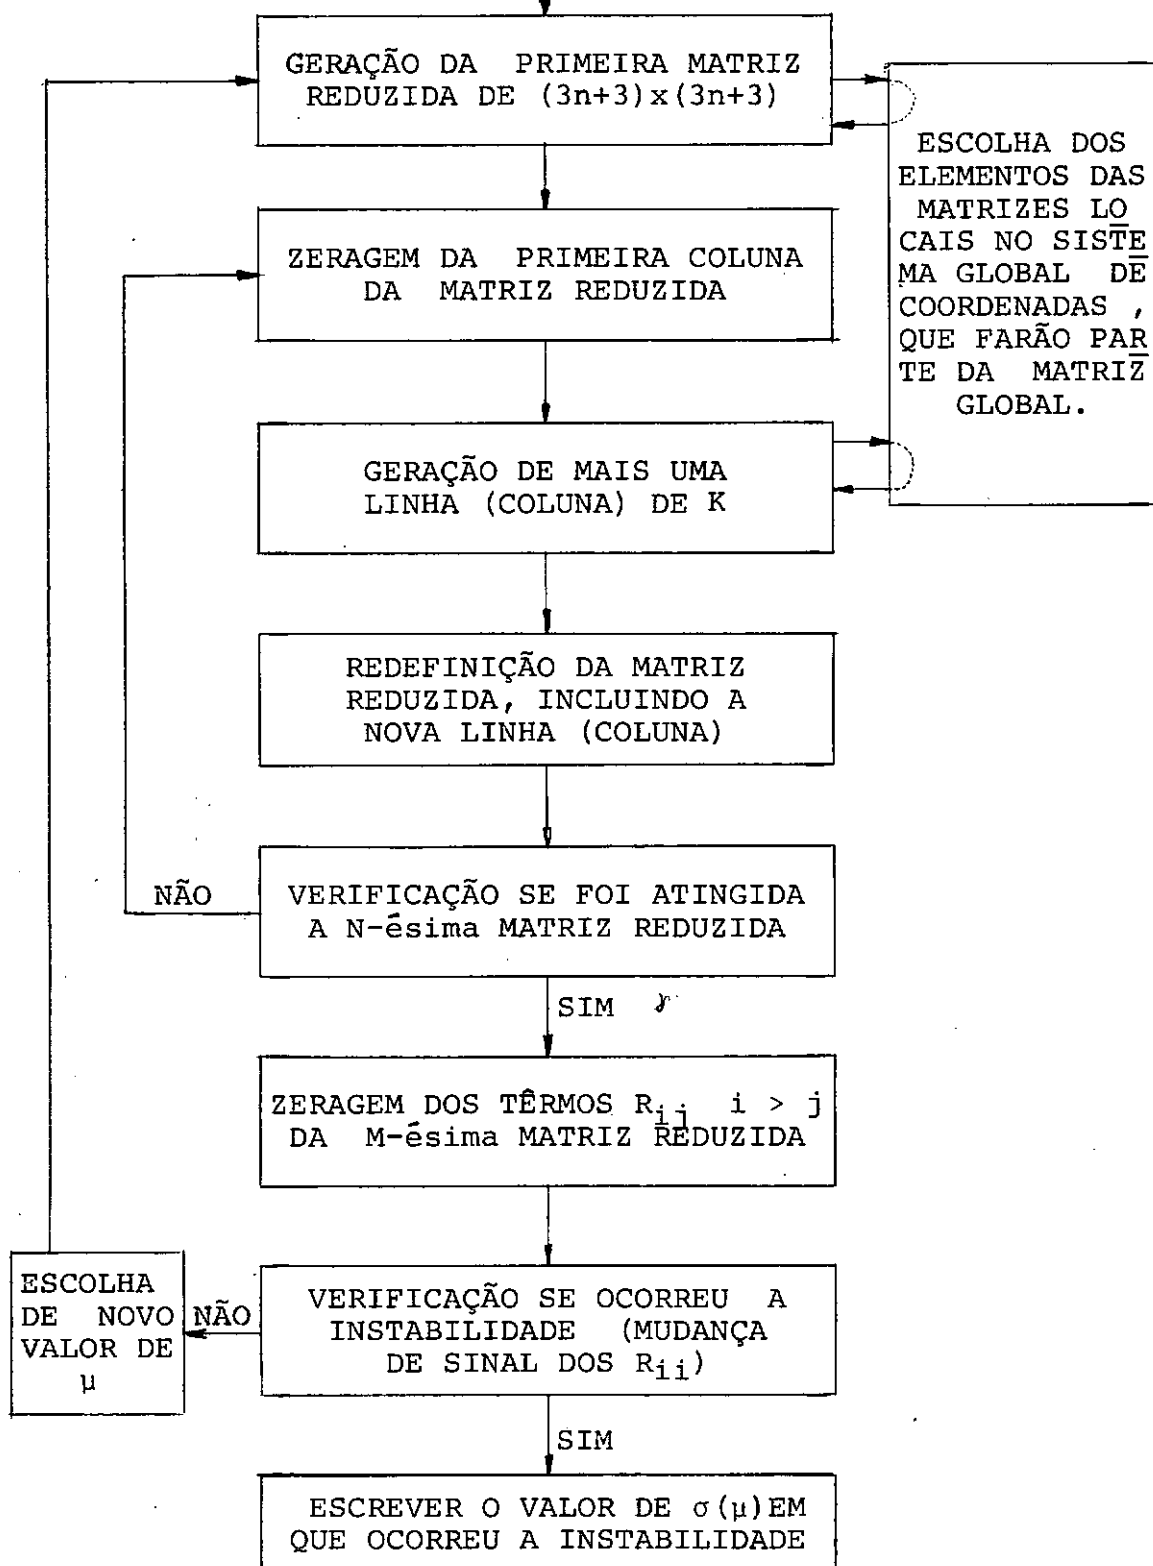 GERAÇÃO DA PRIMEIRA MATRIZ
REDUZIDA DE (3n+3)x(3n+3)
ESCOLHA DOS
ELEMENTOS DAS
MATRIZES LO
CAIS NO SISTE
MA GLOBAL DE
COORDENADAS ,
QUE FARÃO PAR
TE DA MATRIZ
GLOBAL.
ZERAGEM DA PRIMEIRA COLUNA
DA MATRIZ REDUZIDA
GERAÇÃO DE MAIS UMA
LINHA (COLUNA) DE K
REDEFINIÇÃO DA MATRIZ
REDUZIDA, INCLUINDO A
NOVA LINHA (COLUNA)
NÃO
VERIFICAÇÃO SE FOI ATINGIDA
A N-ésima MATRIZ REDUZIDA
SIM
ZERAGEM DOS TÊRMOS Rij i > j
DA M-ésima MATRIZ REDUZIDA
ESCOLHA
DE NOVO
VALOR DE
μ
NÃO
VERIFICAÇÃO SE OCORREU A
INSTABILIDADE (MUDANÇA
DE SINAL DOS Rii)
SIM
ESCREVER O VALOR DE σ(μ)EM
QUE OCORREU A INSTABILIDADE